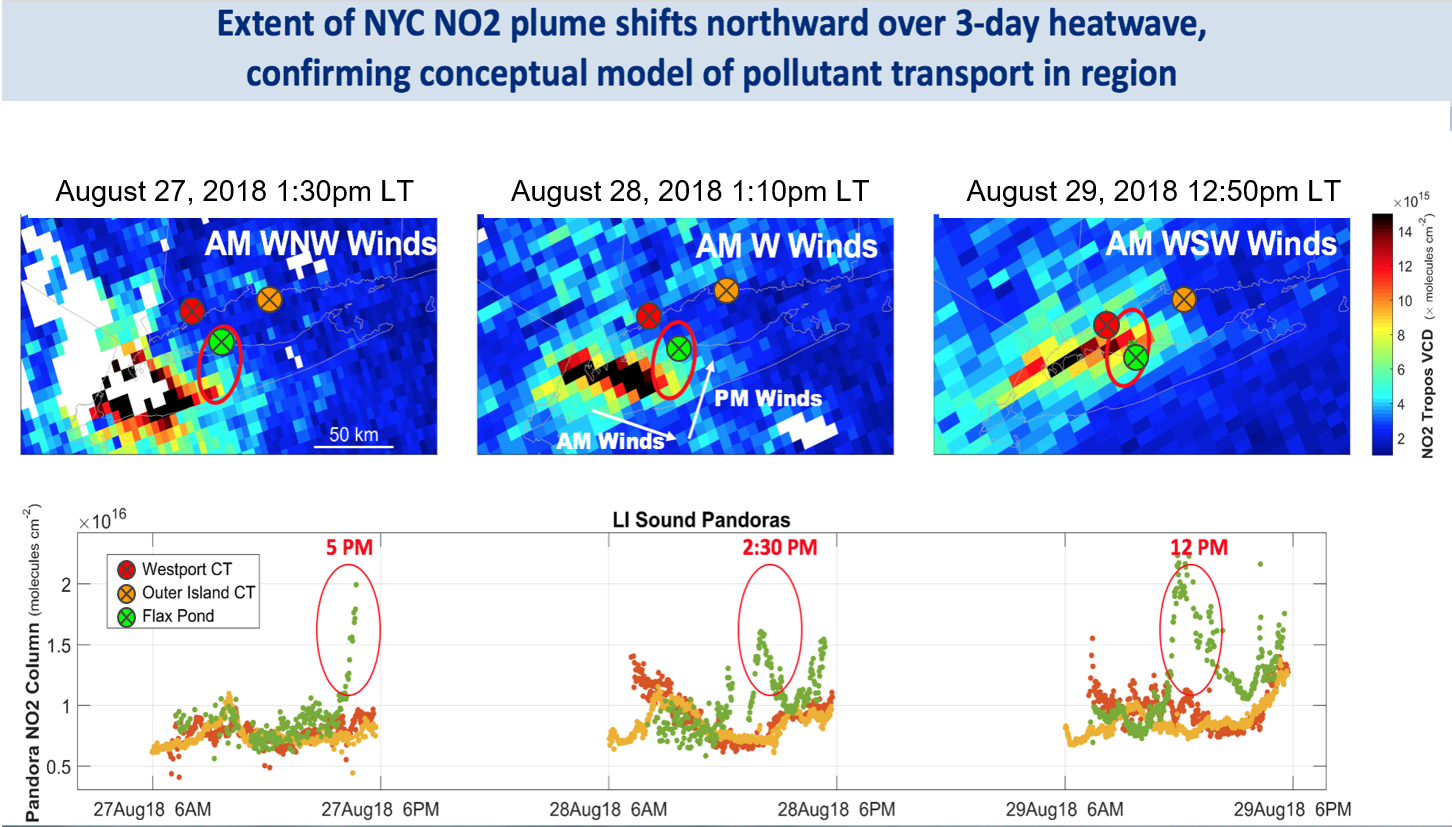 Extent of NYC NO2 plume shifts northward over 3-day heatwave,
confirming conceptual model of pollutant transport in region
August 27, 2018 1:30pm LT
AM WNW Winds
50 km
August 28, 2018 1:10pm LT
AM W Winds
PM Winds
AM Winds
August 29, 2018 12:50pm LT
AM WSW Winds
×10¹⁵
14
12
10
8
6
4
2
NO2 Tropos VCD (× molecules cm⁻²)
LI Sound Pandoras
×10¹⁶
Pandora NO2 Column (molecules cm⁻²)
2
1.5
1
0.5
Westport CT
Outer Island CT
Flax Pond
5 PM
2:30 PM
12 PM
27Aug18 6AM
27Aug18 6PM
28Aug18 6AM
28Aug18 6PM
29Aug18 6AM
29Aug18 6PM